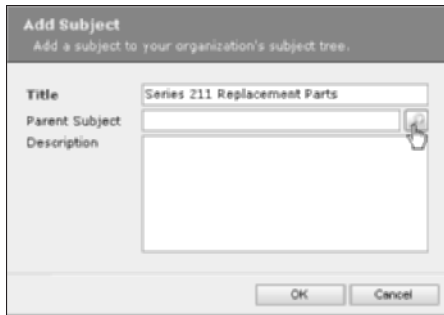 Add Subject
Add a subject to your organization's subject tree.
Title
Series 211 Replacement Parts
Parent Subject
Description
OK
Cancel